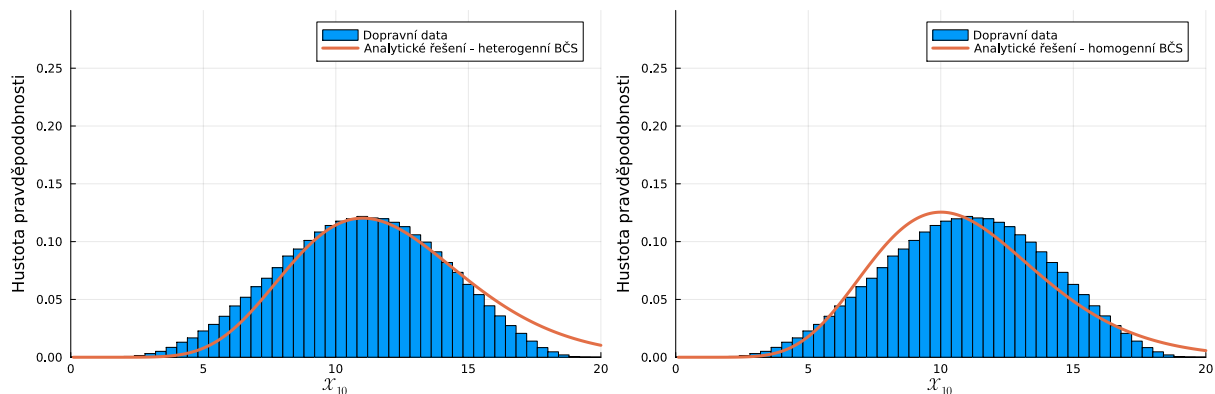 Dopravní data
Analytické řešení - heterogenní BČS
0.25
0.20
0.15
0.10
0.05
0.00
Hustota pravděpodobnosti
0 5 10 15 20
x₁₀
Dopravní data
Analytické řešení - homogenní BČS
0.25
0.20
0.15
0.10
0.05
0.00
Hustota pravděpodobnosti
0 5 10 15 20
x₁₀